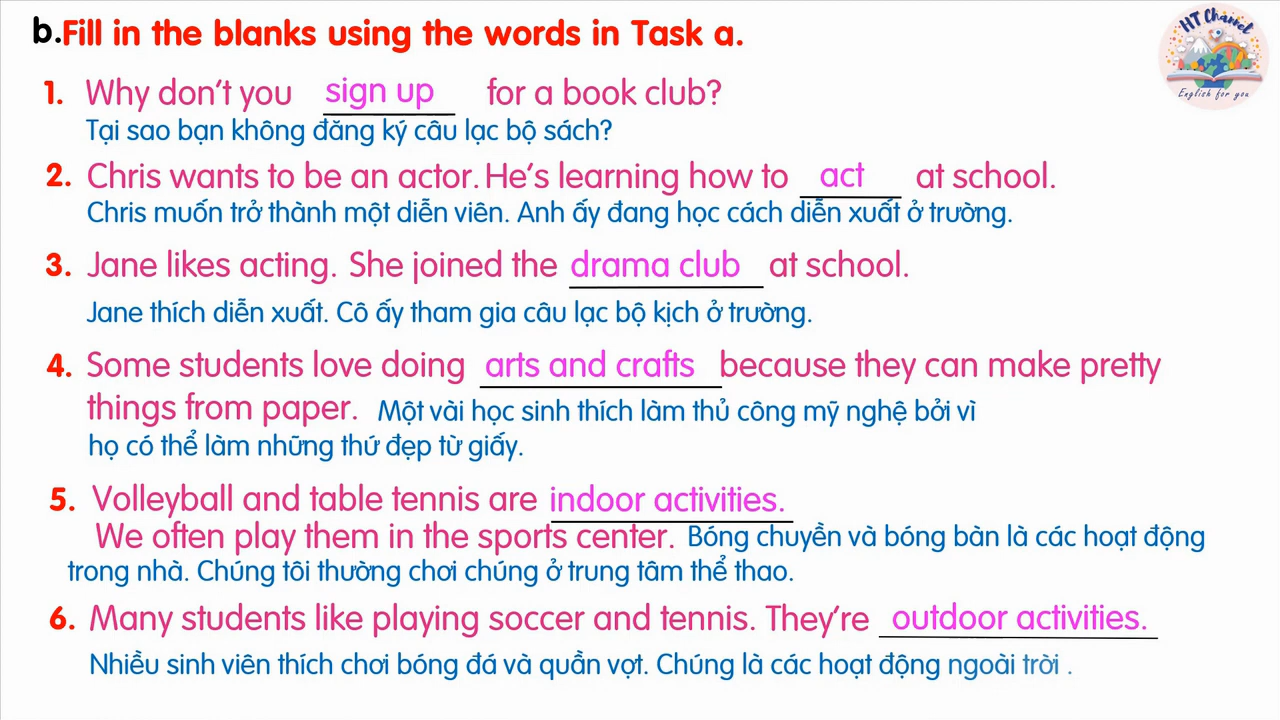 b.Fill in the blanks using the words in Task a.
HT Channel
English for you
1. Why don't you sign up for a book club?
Tại sao bạn không đăng ký câu lạc bộ sách?
2. Chris wants to be an actor. He's learning how to act at school.
Chris muốn trở thành một diễn viên. Anh ấy đang học cách diễn xuất ở trường.
3. Jane likes acting. She joined the drama club at school.
Jane thích diễn xuất. Cô ấy tham gia câu lạc bộ kịch ở trường.
4. Some students love doing arts and crafts because they can make pretty
things from paper. Một vài học sinh thích làm thủ công mỹ nghệ bởi vì
họ có thể làm những thứ đẹp từ giấy.
5. Volleyball and table tennis are indoor activities.
We often play them in the sports center. Bóng chuyền và bóng bàn là các hoạt động
trong nhà. Chúng tôi thường chơi chúng ở trung tâm thể thao.
6. Many students like playing soccer and tennis. They're outdoor activities.
Nhiều sinh viên thích chơi bóng đá và quần vợt. Chúng là các hoạt động ngoài trời .